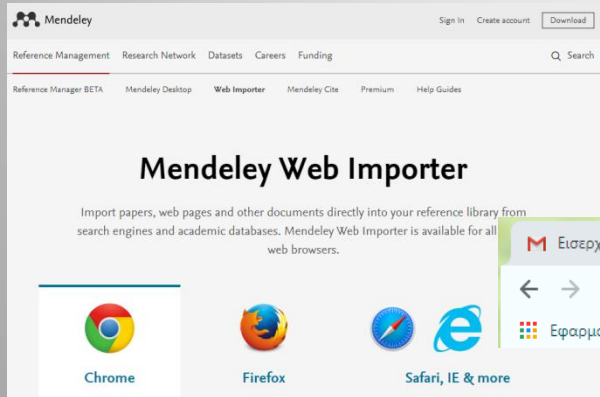 Mendeley
Sign In Create account Download
Reference Management Research Network Datasets Careers Funding Search
Reference Manager BETA Mendeley Desktop Web Importer Mendeley Cite Premium Help Guides
Mendeley Web Importer
Import papers, web pages and other documents directly into your reference library from
search engines and academic databases. Mendeley Web Importer is available for all
web browsers.
Chrome Firefox Safari, IE & more